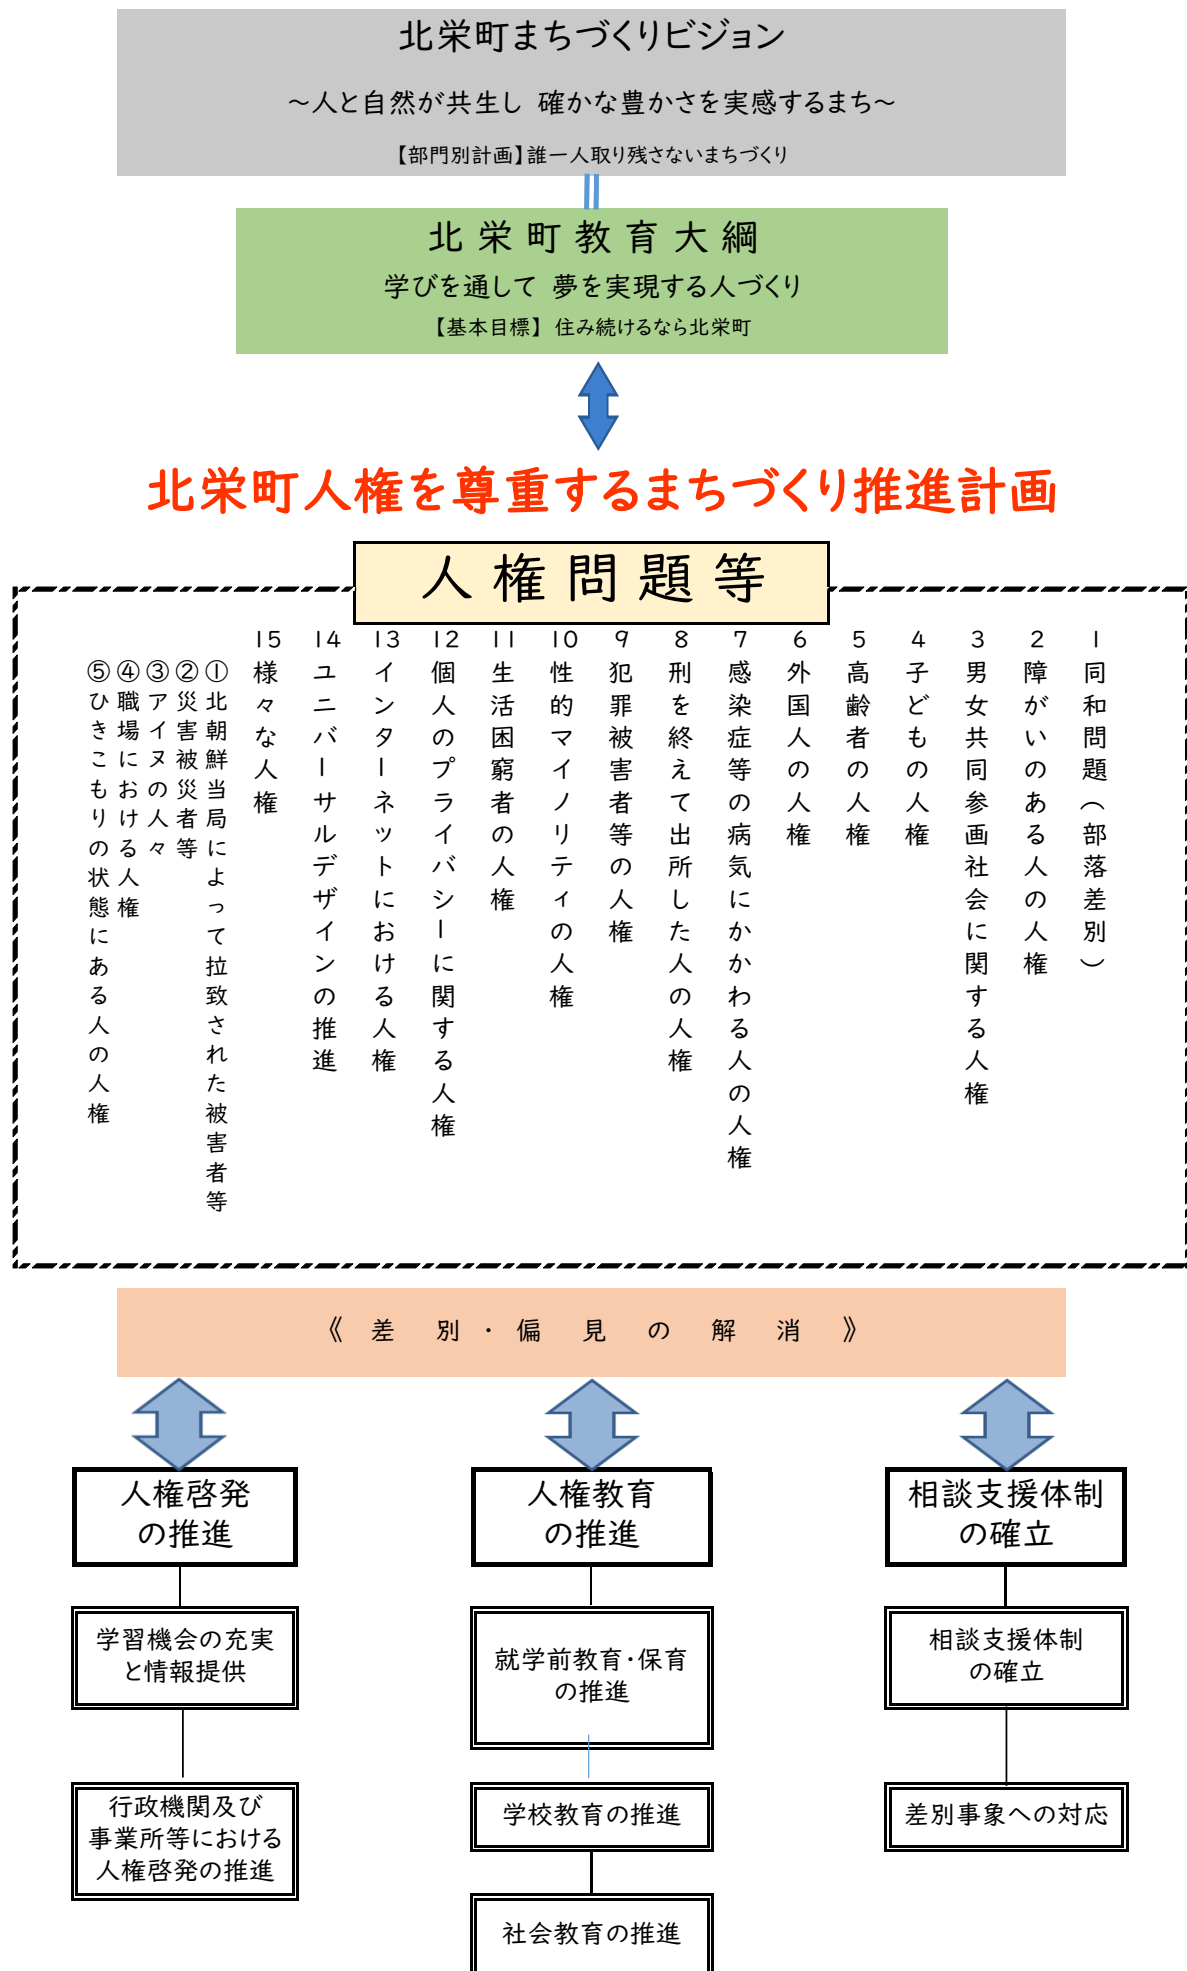 北栄町まちづくりビジョン
～人と自然が共生し 確かな豊かさを実感するまち～
【部門別計画】誰一人取り残さないまちづくり
北栄町教育大綱
学びを通して 夢を実現する人づくり
【基本目標】 住み続けるなら北栄町
北栄町人権を尊重するまちづくり推進計画
人権問題等
1 同和問題（部落差別）
2 障がいのある人の人権
3 男女共同参画社会に関する人権
4 子どもの人権
5 高齢者の人権
6 外国人の人権
7 感染症等の病気にかかわる人の人権
8 刑を終えて出所した人の人権
9 犯罪被害者等の人権
10 性的マイノリティの人権
11 生活困窮者の人権
12 個人のプライバシーに関する人権
13 インターネットにおける人権
14 ユニバーサルデザインの推進
15 様々な人権
①北朝鮮当局によって拉致された被害者等
②災害被災者等
③アイヌの人々
④職場における人権
⑤ひきこもりの状態にある人の人権
《 差別・偏見の解消 》
人権啓発
の推進
学習機会の充実
と情報提供
行政機関及び
事業所等における
人権啓発の推進
人権教育
の推進
就学前教育・保育
の推進
学校教育の推進
社会教育の推進
相談支援体制
の確立
相談支援体制
の確立
差別事象への対応